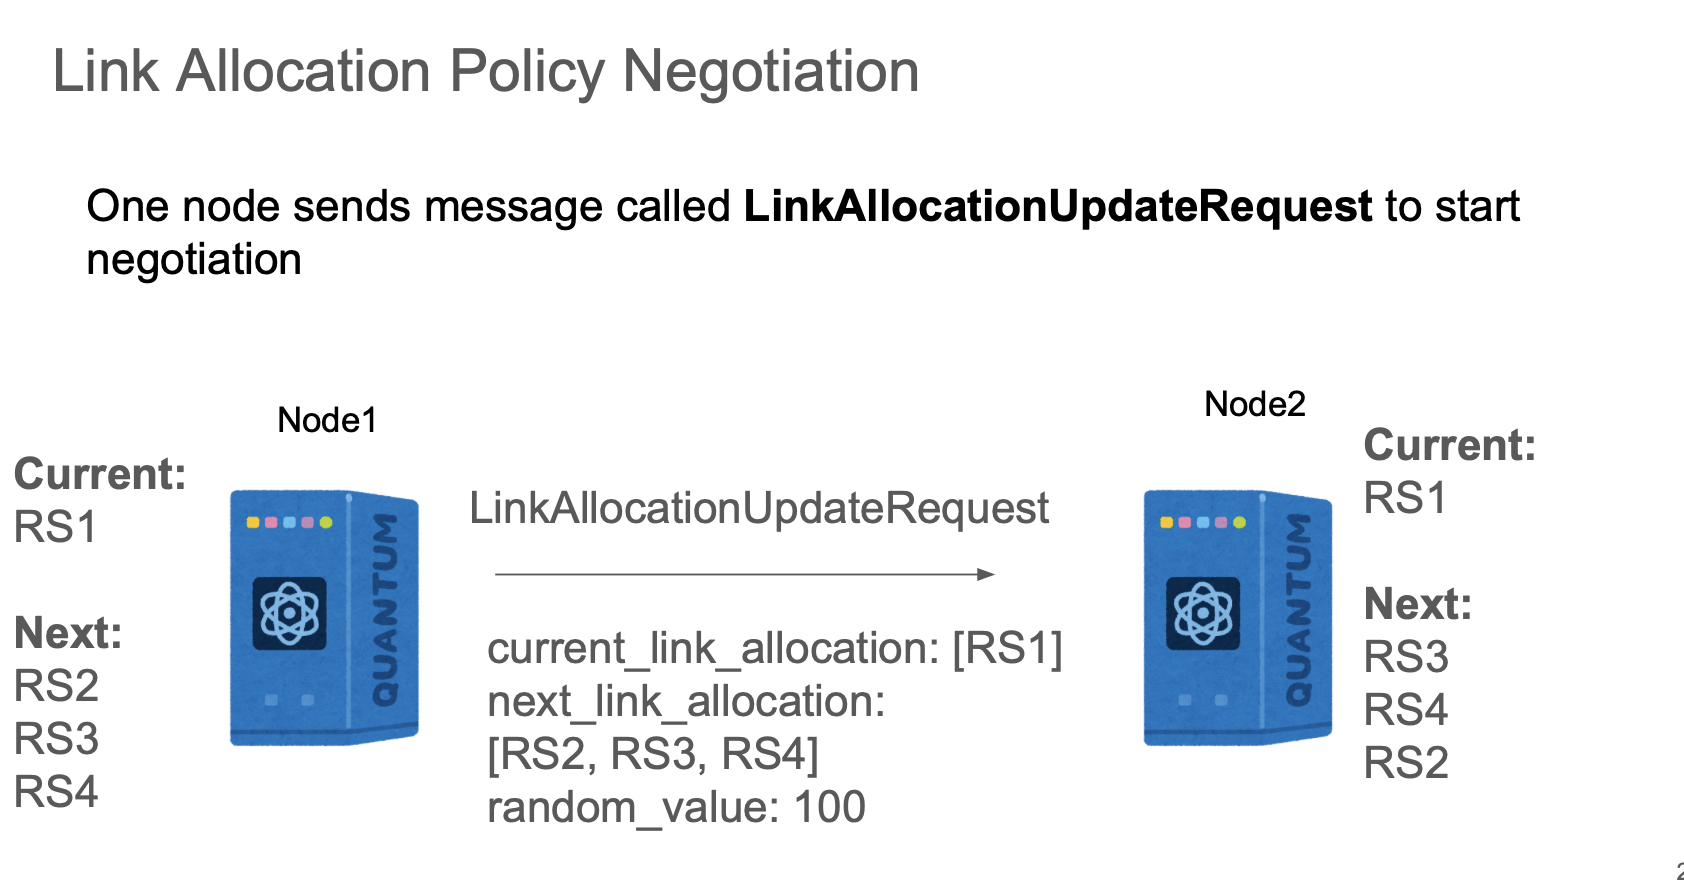 Link Allocation Policy Negotiation
One node sends message called LinkAllocationUpdateRequest to start
negotiation
Node1
Current:
RS1
Next:
RS2
RS3
RS4
QUANTUM
LinkAllocationUpdateRequest
current_link_allocation: [RS1]
next_link_allocation:
[RS2, RS3, RS4]
random_value: 100
Node2
QUANTUM
Current:
RS1
Next:
RS3
RS4
RS2